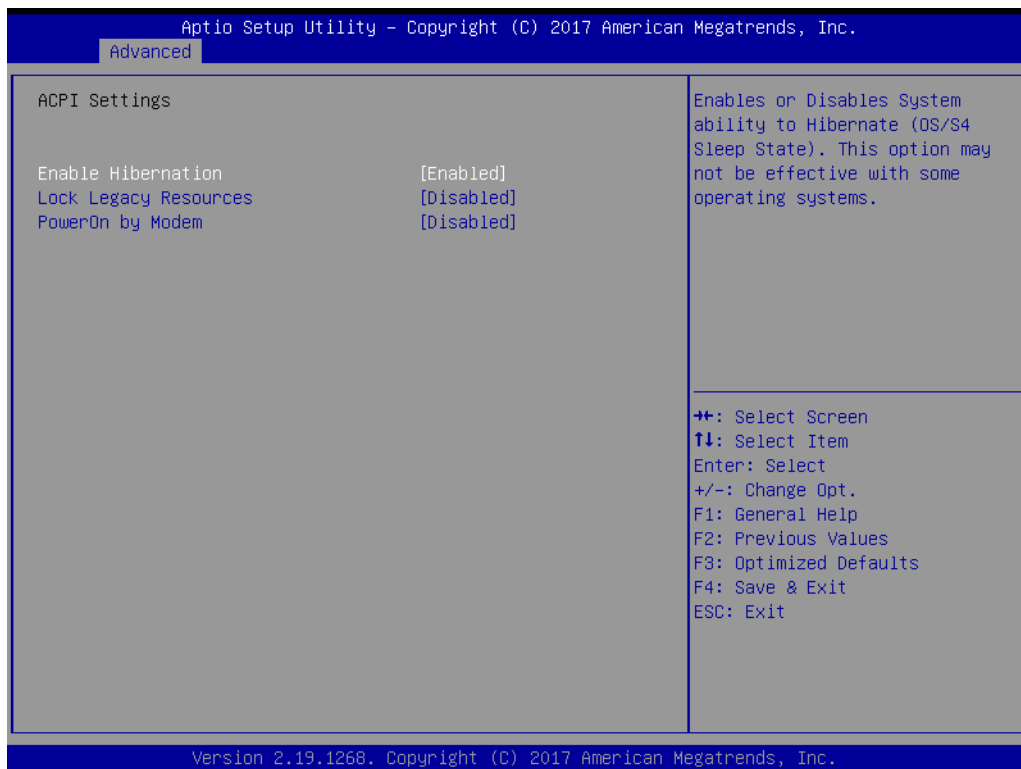 Aptio Setup Utility – Copyright (C) 2017 American Megatrends, Inc.
Advanced
ACPI Settings
Enable Hibernation [Enabled]
Lock Legacy Resources [Disabled]
PowerOn by Modem [Disabled]
Enables or Disables System
ability to Hibernate (OS/S4
Sleep State). This option may
not be effective with some
operating systems.
→←: Select Screen
↑↓: Select Item
Enter: Select
+/-: Change Opt.
F1: General Help
F2: Previous Values
F3: Optimized Defaults
F4: Save & Exit
ESC: Exit
Version 2.19.1268. Copyright (C) 2017 American Megatrends, Inc.